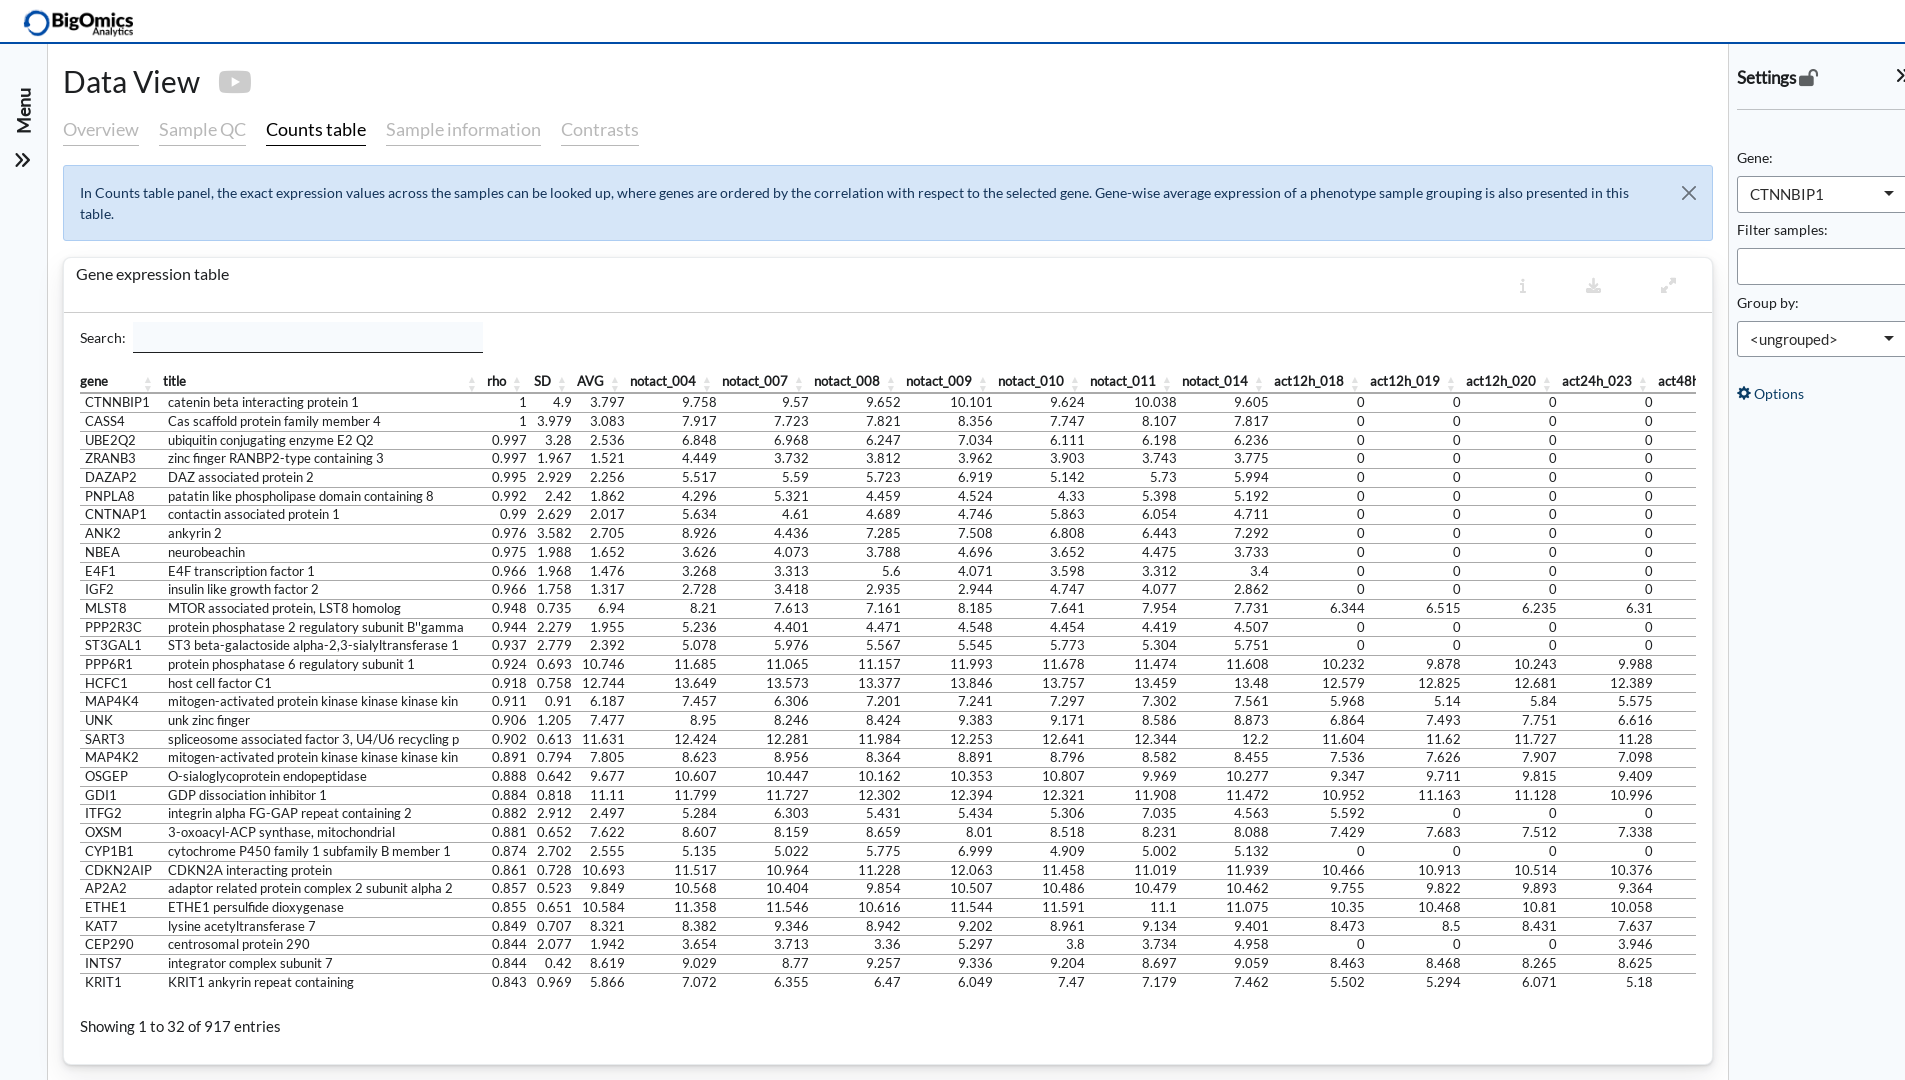 BigOmics
Analytics
Menu
Data View
Overview Sample QC Counts table Sample information Contrasts
In Counts table panel, the exact expression values across the samples can be looked up, where genes are ordered by the correlation with respect to the selected gene. Gene-wise average expression of a phenotype sample grouping is also presented in this
table.
Gene expression table
Search:
gene title rho SD AVG notact_004 notact_007 notact_008 notact_009 notact_010 notact_011 notact_014 act12h_018 act12h_019 act12h_020 act24h_023 act48h
CTNNBIP1 catenin beta interacting protein 1 1 4.9 3.797 9.758 9.57 9.652 10.101 9.624 10.038 9.605 0 0 0 0
CASS4 Cas scaffold protein family member 4 1 3.979 3.083 7.917 7.723 7.821 8.356 7.747 8.107 7.817 0 0 0 0
UBE2Q2 ubiquitin conjugating enzyme E2 Q2 0.997 3.28 2.536 6.848 6.968 6.247 7.034 6.111 6.198 6.236 0 0 0 0
ZRANB3 zinc finger RANBP2-type containing 3 0.997 1.967 1.521 4.449 3.732 3.812 3.962 3.903 3.743 3.775 0 0 0 0
DAZAP2 DAZ associated protein 2 0.995 2.929 2.256 5.517 5.59 5.723 6.919 5.142 5.73 5.994 0 0 0 0
PNPLA8 patatin like phospholipase domain containing 8 0.992 2.42 1.862 4.296 5.321 4.459 4.524 4.33 5.398 5.192 0 0 0 0
CNTNAP1 contactin associated protein 1 0.99 2.629 2.017 5.634 4.61 4.689 4.746 5.863 6.054 4.711 0 0 0 0
ANK2 ankyrin 2 0.976 3.582 2.705 8.926 4.436 7.285 7.508 6.808 6.443 7.292 0 0 0 0
NBEA neurobeachin 0.975 1.988 1.652 3.626 4.073 3.788 4.696 3.652 4.475 3.733 0 0 0 0
E4F1 E4F transcription factor 1 0.966 1.968 1.476 3.268 3.313 5.6 4.071 3.598 3.312 3.4 0 0 0 0
IGF2 insulin like growth factor 2 0.966 1.758 1.317 2.728 3.418 2.935 2.944 4.747 4.077 2.862 0 0 0 0
MLST8 MTOR associated protein, LST8 homolog 0.948 0.735 6.94 8.21 7.613 7.161 8.185 7.641 7.954 7.731 6.344 6.515 6.235 6.31
PPP2R3C protein phosphatase 2 regulatory subunit B''gamma 0.944 2.279 1.955 5.236 4.401 4.471 4.548 4.454 4.419 4.507 0 0 0 0
ST3GAL1 ST3 beta-galactoside alpha-2,3-sialyltransferase 1 0.937 2.779 2.392 5.078 5.976 5.567 5.545 5.773 5.304 5.751 0 0 0 0
PPP6R1 protein phosphatase 6 regulatory subunit 1 0.924 0.693 10.746 11.685 11.065 11.157 11.993 11.678 11.474 11.608 10.232 9.878 10.243 9.988
HCFC1 host cell factor C1 0.918 0.758 12.744 13.649 13.573 13.377 13.846 13.757 13.459 13.48 12.579 12.825 12.681 12.389
MAP4K4 mitogen-activated protein kinase kinase kinase kin 0.911 0.91 6.187 7.457 6.306 7.201 7.241 7.297 7.302 7.561 5.968 5.14 5.84 5.575
UNK unk zinc finger 0.906 1.205 7.477 8.95 8.246 8.424 9.383 9.171 8.586 8.873 6.864 7.493 7.751 6.616
SART3 spliceosome associated factor 3, U4/U6 recycling p 0.902 0.613 11.631 12.424 12.281 11.984 12.253 12.641 12.344 12.2 11.604 11.62 11.727 11.28
MAP4K2 mitogen-activated protein kinase kinase kinase kin 0.891 0.794 7.805 8.623 8.956 8.364 8.891 8.796 8.582 8.455 7.536 7.626 7.907 7.098
OSGEP O-sialoglycoprotein endopeptidase 0.888 0.642 9.677 10.607 10.447 10.162 10.353 10.807 9.969 10.277 9.347 9.711 9.815 9.409
GDI1 GDP dissociation inhibitor 1 0.884 0.818 11.11 11.799 11.727 12.302 12.394 12.321 11.908 11.472 10.952 11.163 11.128 10.996
ITFG2 integrin alpha FG-GAP repeat containing 2 0.882 2.912 2.497 5.284 6.303 5.431 5.434 5.306 7.035 4.563 5.592 0 0 0
OXSM 3-oxoacyl-ACP synthase, mitochondrial 0.881 0.652 7.622 8.607 8.159 8.659 8.01 8.518 8.231 8.088 7.429 7.683 7.512 7.338
CYP1B1 cytochrome P450 family 1 subfamily B member 1 0.874 2.702 2.555 5.135 5.022 5.775 6.999 4.909 5.002 5.132 0 0 0 0
CDKN2AIP CDKN2A interacting protein 0.861 0.728 10.693 11.517 10.964 11.228 12.063 11.458 11.019 11.939 10.466 10.913 10.514 10.376
AP2A2 adaptor related protein complex 2 subunit alpha 2 0.857 0.523 9.849 10.568 10.404 9.854 10.507 10.486 10.479 10.462 9.755 9.822 9.893 9.364
ETHE1 ETHE1 persulfide dioxygenase 0.855 0.651 10.584 11.358 11.546 10.616 11.544 11.591 11.1 11.075 10.35 10.468 10.81 10.058
KAT7 lysine acetyltransferase 7 0.849 0.707 8.321 8.382 9.346 8.942 9.202 8.961 9.134 9.401 8.473 8.5 8.431 7.637
CEP290 centrosomal protein 290 0.844 2.077 1.942 3.654 3.713 3.36 5.297 3.8 3.734 4.958 0 0 0 3.946
INTS7 integrator complex subunit 7 0.844 0.42 8.619 9.029 8.77 9.257 9.336 9.204 8.697 9.059 8.463 8.468 8.265 8.625
KRIT1 KRIT1 ankyrin repeat containing 0.843 0.969 5.866 7.072 6.355 6.47 6.049 7.47 7.179 7.462 5.502 5.294 6.071 5.18
Showing 1 to 32 of 917 entries
Settings
Gene:
CTNNBIP1
Filter samples:
Group by:
<ungrouped>
Options